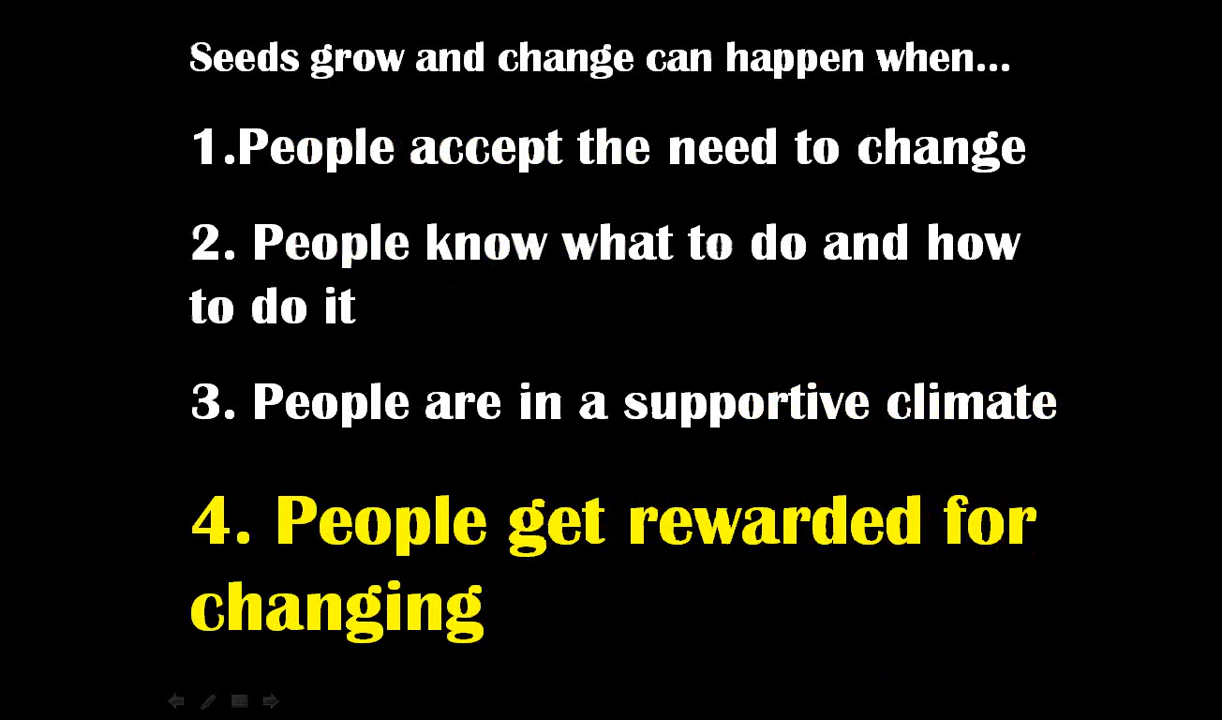 Seeds grow and change can happen when...
1.People accept the need to change
2. People know what to do and how
to do it
3. People are in a supportive climate
4. People get rewarded for
changing